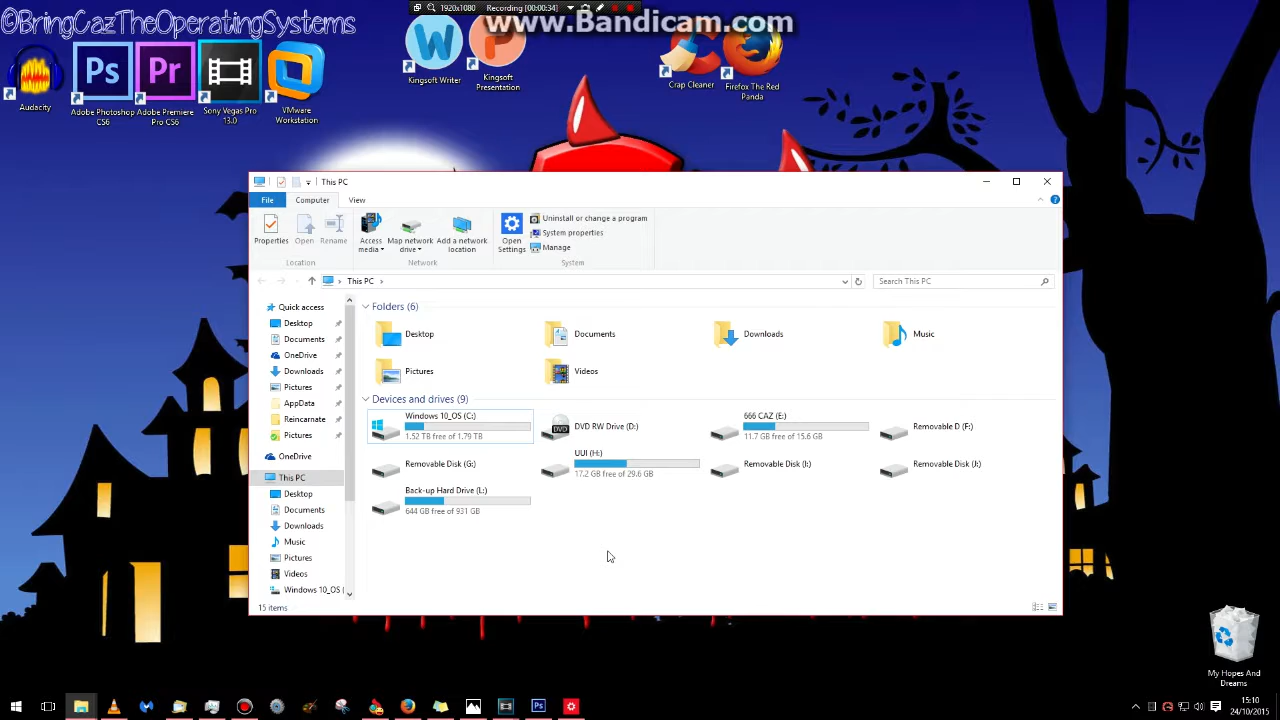 @BringCazTheOperatingSystems
1920x1080 Recording [00:00:34]
www.Bandicam.com
Audacity
Adobe Photoshop CS6
Adobe Premiere Pro CS6
Sony Vegas Pro 13.0
VMware Workstation
Kingsoft Writer
Kingsoft Presentation
Crap Cleaner
Firefox The Red Panda
This PC
File Computer View
Properties Open Rename
Access media
Map network drive
Add a network location
Open Settings
Uninstall or change a program
System properties
Manage
Location Network System
This PC
Search This PC
Quick access
Desktop
Documents
OneDrive
Downloads
Pictures
AppData
Reincarnate
Pictures
OneDrive
This PC
Desktop
Documents
Downloads
Music
Pictures
Videos
Windows 10_OS (
Folders (6)
Desktop Documents Downloads Music
Pictures Videos
Devices and drives (9)
Windows 10_OS (C:)
1.52 TB free of 1.79 TB
DVD RW Drive (D:)
DVD
666 CAZ (E:)
11.7 GB free of 15.6 GB
Removable D (F:)
Removable Disk (G:)
UUI (H:)
17.2 GB free of 29.6 GB
Removable Disk (I:)
Removable Disk (J:)
Back-up Hard Drive (L:)
644 GB free of 931 GB
15 items
My Hopes And Dreams
15:10
24/10/2015
Ps
Pr
W
P
Ps